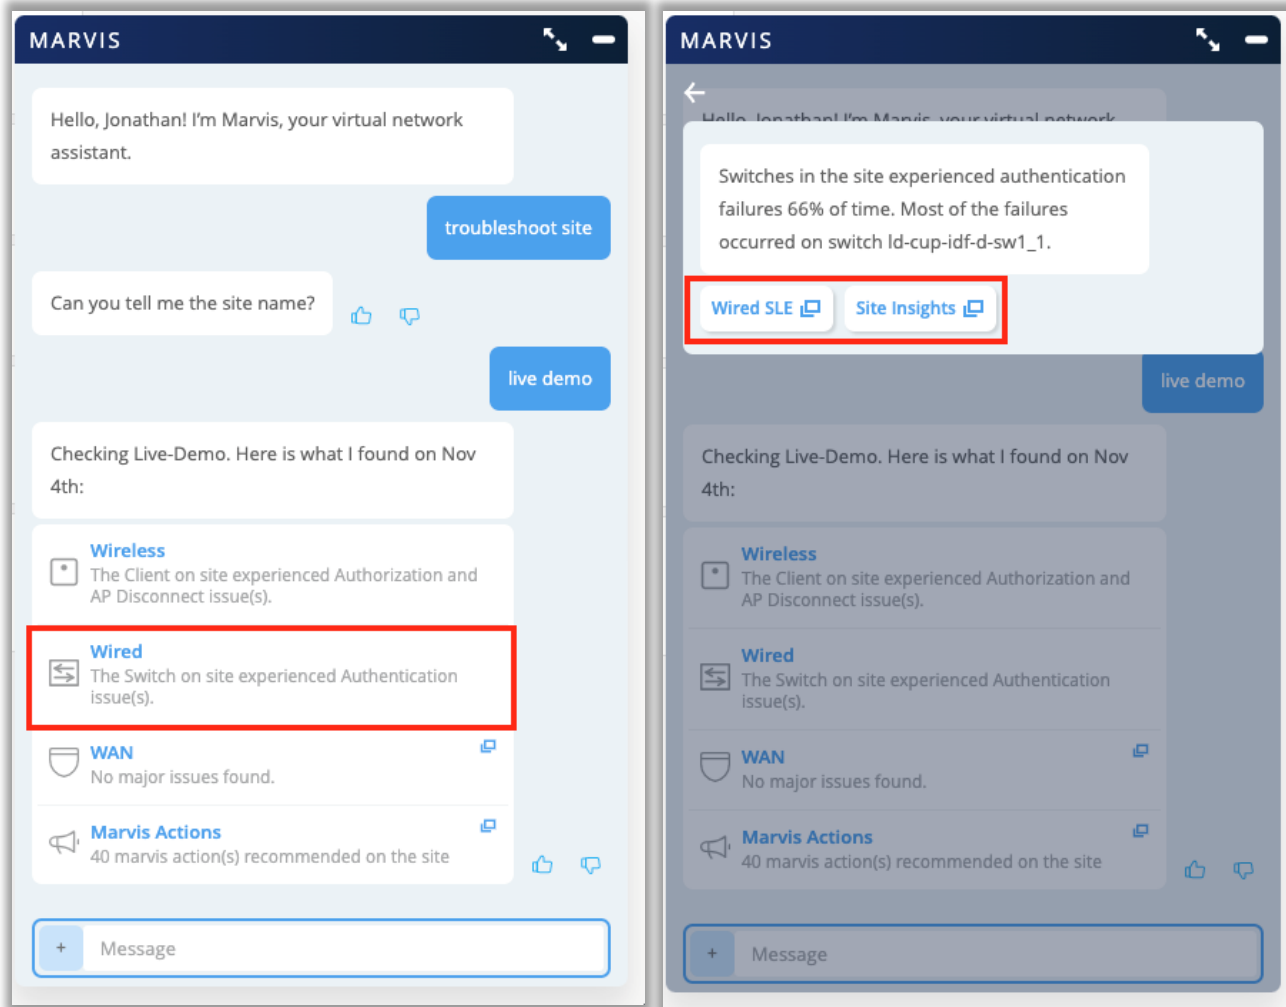 MARVIS
Hello, Jonathan! I'm Marvis, your virtual network
assistant.
troubleshoot site
Can you tell me the site name?
live demo
Checking Live-Demo. Here is what I found on Nov
4th:
Wireless
The Client on site experienced Authorization and
AP Disconnect issue(s).
Wired
The Switch on site experienced Authentication
issue(s).
WAN
No major issues found.
Marvis Actions
40 marvis action(s) recommended on the site
+ Message
MARVIS
Hello, Jonathan! I'm Marvis, your virtual network
Switches in the site experienced authentication
failures 66% of time. Most of the failures
occurred on switch ld-cup-idf-d-sw1_1.
Wired SLE Site Insights
live demo
Checking Live-Demo. Here is what I found on Nov
4th:
Wireless
The Client on site experienced Authorization and
AP Disconnect issue(s).
Wired
The Switch on site experienced Authentication
issue(s).
WAN
No major issues found.
Marvis Actions
40 marvis action(s) recommended on the site
+ Message